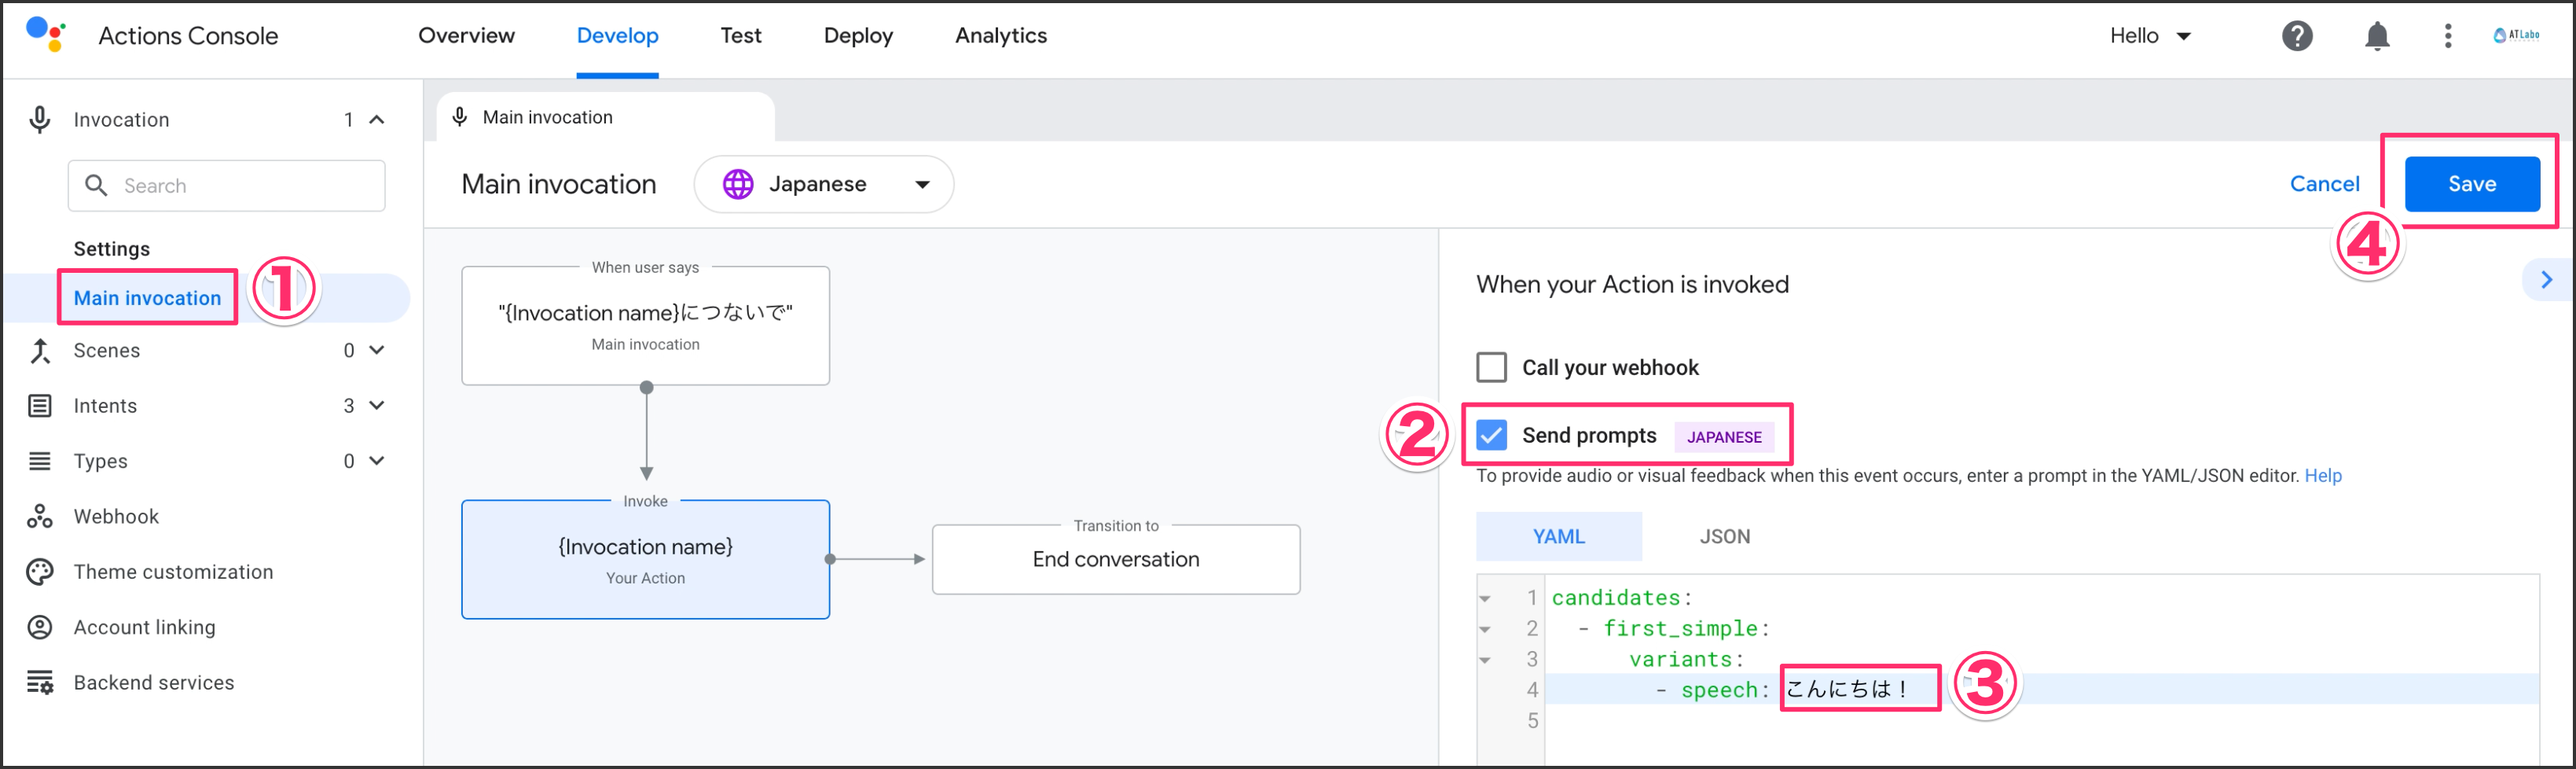 Actions Console
Overview
Develop
Test
Deploy
Analytics
Hello
ATLabo
Invocation 1
Search
Settings
Main invocation
①
Scenes 0
Intents 3
Types 0
Webhook
Theme customization
Account linking
Backend services
Main invocation
Main invocation
Japanese
Cancel
Save
④
When user says
"{Invocation name}につないで"
Main invocation
Invoke
{Invocation name}
Your Action
Transition to
End conversation
When your Action is invoked
Call your webhook
②
Send prompts JAPANESE
To provide audio or visual feedback when this event occurs, enter a prompt in the YAML/JSON editor. Help
YAML JSON
1 candidates:
2 - first_simple:
3 variants:
4 - speech: こんにちは！
③
5